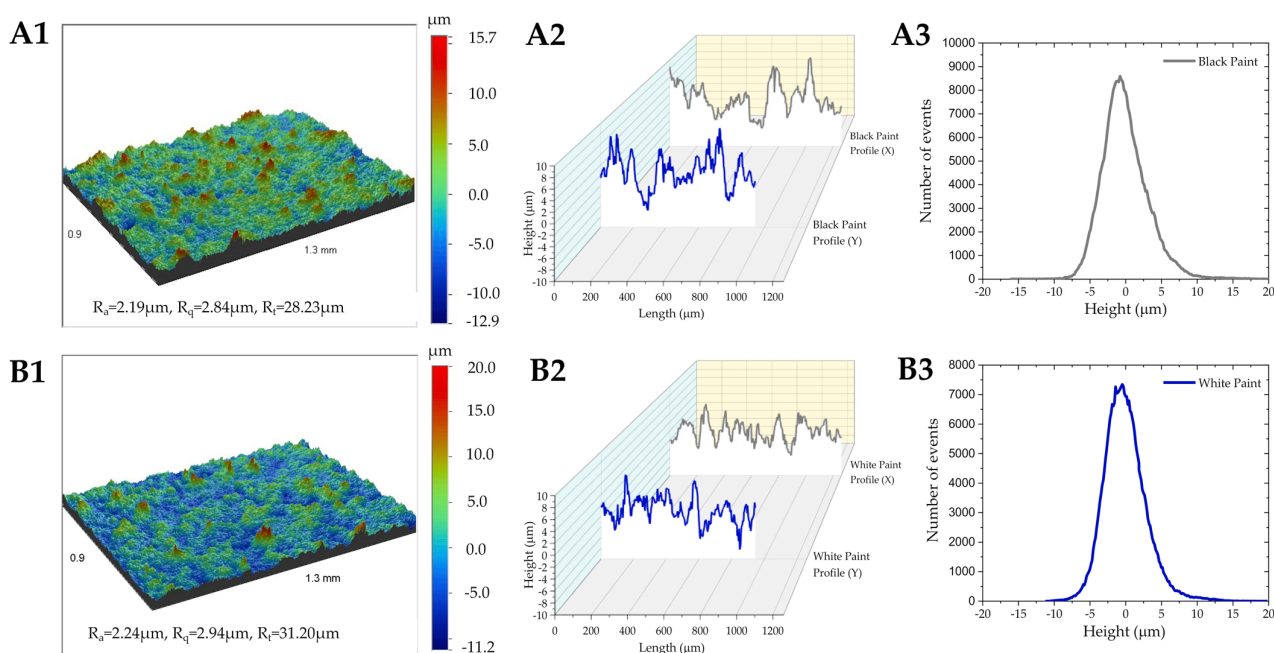 A1
μm
15.7
10.0
5.0
0.0
-5.0
-10.0
-12.9
0.9
1.3 mm
Ra=2.19μm, Rq=2.84μm, Rt=28.23μm
A2
Black Paint
Profile (X)
Black Paint
Profile (Y)
Height (μm)
10
8
6
4
2
0
-2
-4
-6
-8
-10
0 200 400 600 800 1000 1200
Length (μm)
A3
Number of events
10000
9000
8000
7000
6000
5000
4000
3000
2000
1000
0
Black Paint
-20 -15 -10 -5 0 5 10 15 20
Height (μm)
B1
μm
20.0
15.0
10.0
5.0
0.0
-5.0
-11.2
0.9
1.3 mm
Ra=2.24μm, Rq=2.94μm, Rt=31.20μm
B2
White Paint
Profile (X)
White Paint
Profile (Y)
Height (μm)
10
8
6
4
2
0
-2
-4
-6
-8
-10
0 200 400 600 800 1000 1200
Length (μm)
B3
Number of events
8000
7000
6000
5000
4000
3000
2000
1000
0
White Paint
-20 -15 -10 -5 0 5 10 15 20
Height (μm)